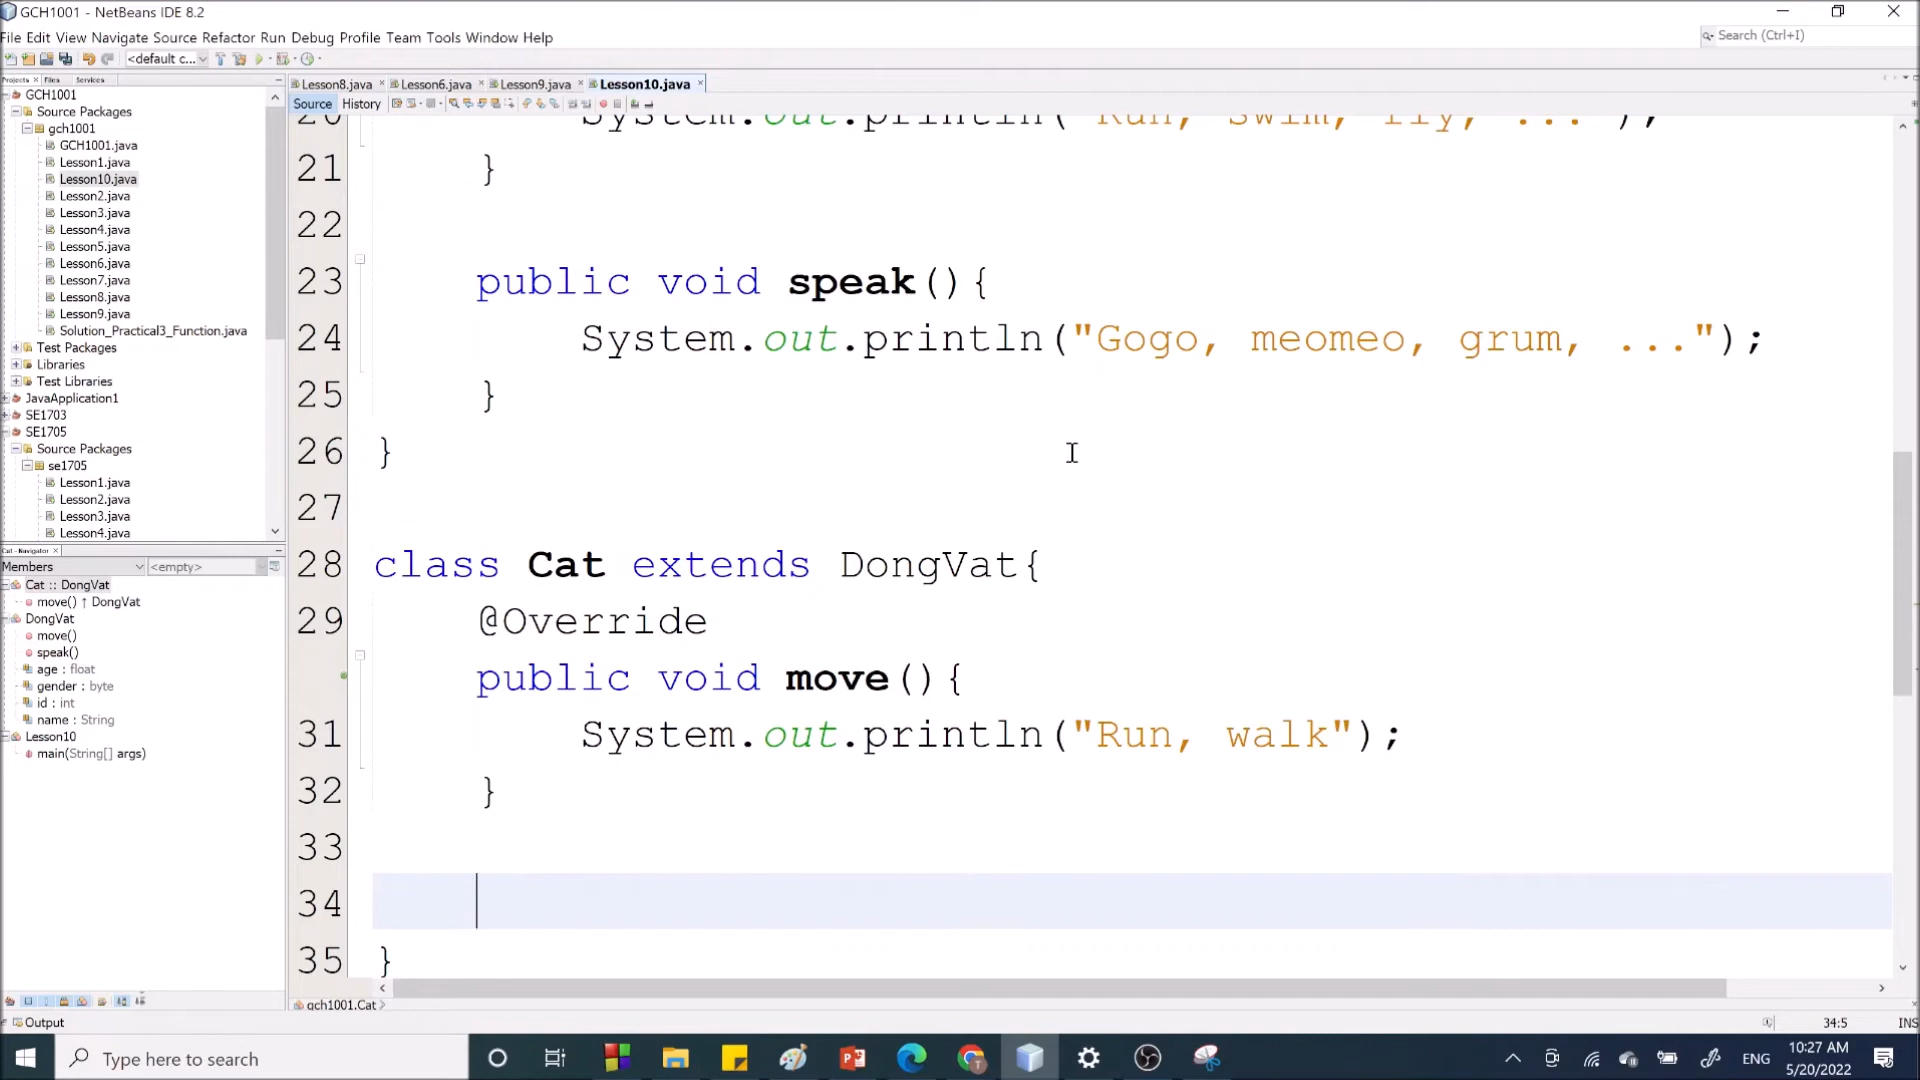 GCH1001 - NetBeans IDE 8.2
File Edit View Navigate Source Refactor Run Debug Profile Team Tools Window Help
Search (Ctrl+I)
<default c...
Projects Files Services
Lesson8.java Lesson6.java Lesson9.java Lesson10.java
Source History
GCH1001
Source Packages
gch1001
GCH1001.java
Lesson1.java
Lesson10.java
Lesson2.java
Lesson3.java
Lesson4.java
Lesson5.java
Lesson6.java
Lesson7.java
Lesson8.java
Lesson9.java
Solution_Practical3_Function.java
Test Packages
Libraries
Test Libraries
JavaApplication1
SE1703
SE1705
Source Packages
se1705
Lesson1.java
Lesson2.java
Lesson3.java
Lesson4.java
Cat - Navigator
Members <empty>
Cat :: DongVat
move() ↑ DongVat
DongVat
move()
speak()
age : float
gender : byte
id : int
name : String
Lesson10
main(String[] args)
20 System.out.println("Run, swim, fly, ...");
21 }
22
23 public void speak(){
24 System.out.println("Gogo, meomeo, grum, ...");
25 }
26 }
27
28 class Cat extends DongVat{
29 @Override
public void move(){
31 System.out.println("Run, walk");
32 }
33
34
35 }
gch1001.Cat
Output
34:5 INS
Type here to search
ENG
10:27 AM
5/20/2022